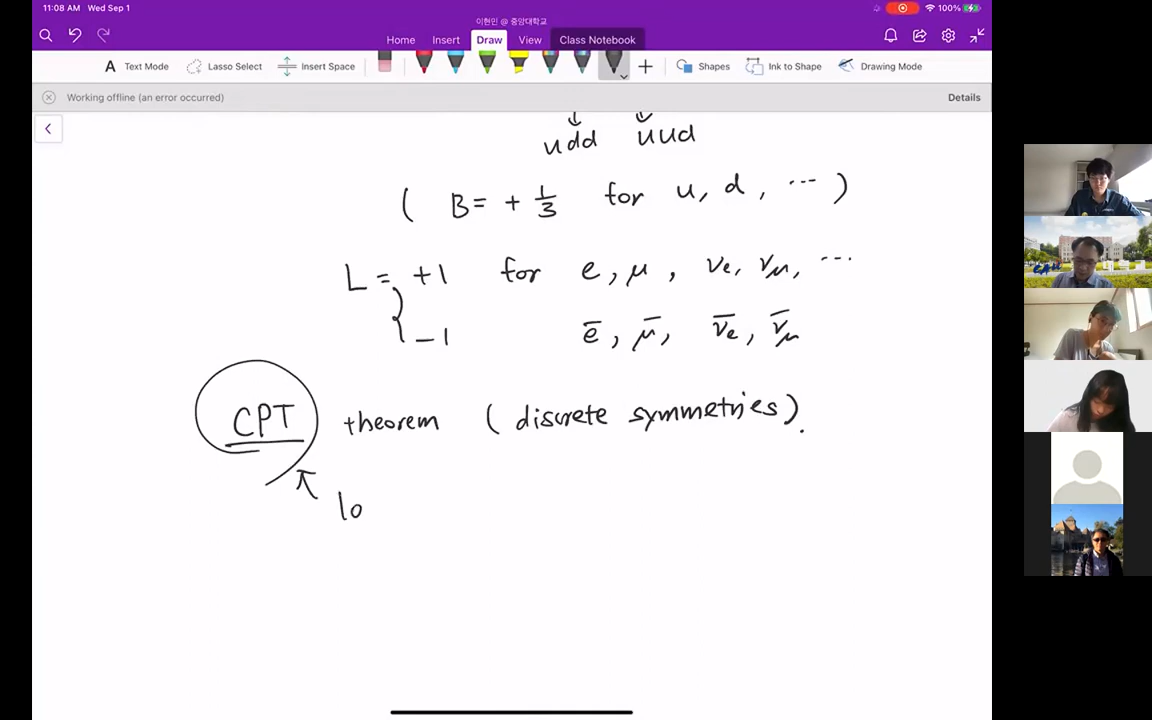 11:08 AM Wed Sep 1
100%
이현민 @ 중앙대학교
Home Insert Draw View Class Notebook
A Text Mode Lasso Select Insert Space Shapes Ink to Shape Drawing Mode
Working offline (an error occurred) Details
udd uud
( B = + 1/3 for u, d, ... )
L = { +1 for e, μ, νe, νμ, ...
-1 e̅, μ̅, ν̅e, ν̅μ
CPT theorem ( discrete symmetries ).
lo